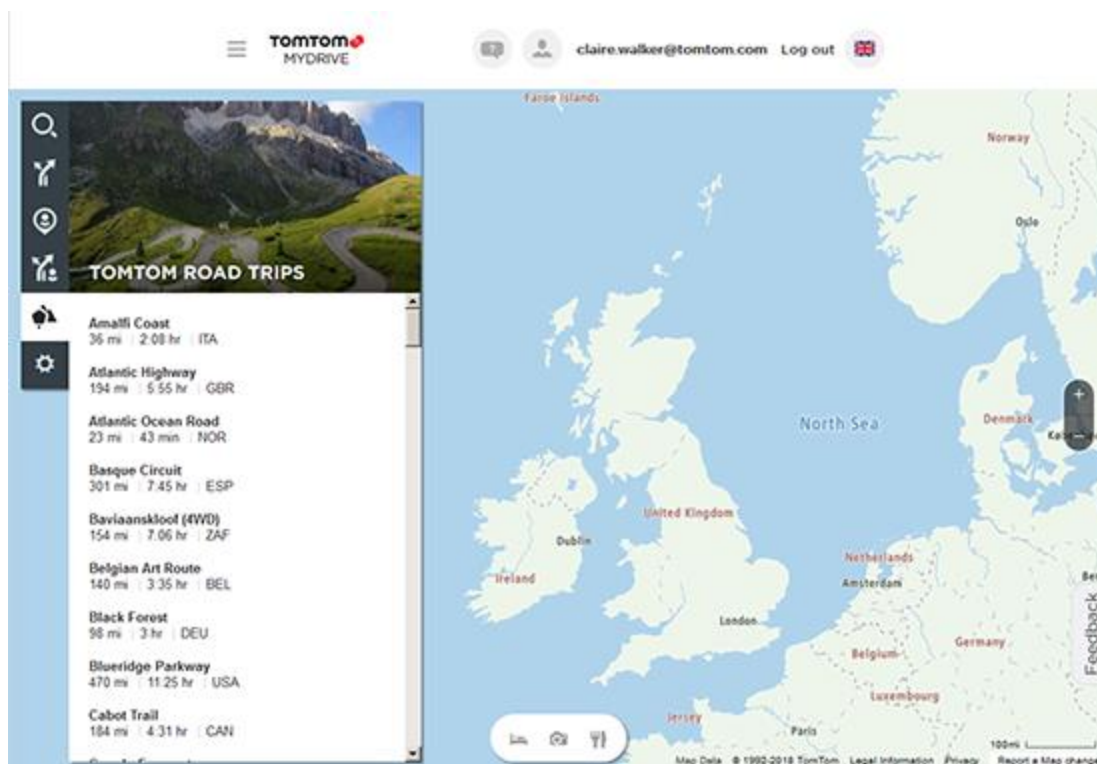 TOMTOM
MYDRIVE
claire.walker@tomtom.com Log out
TOMTOM ROAD TRIPS
Amalfi Coast
36 mi 2:08 hr ITA
Atlantic Highway
194 mi 5:55 hr GBR
Atlantic Ocean Road
23 mi 43 min NOR
Basque Circuit
301 mi 7:45 hr ESP
Baviaanskloof (4WD)
154 mi 7:06 hr ZAF
Belgian Art Route
140 mi 3:35 hr BEL
Black Forest
98 mi 3 hr DEU
Blueridge Parkway
470 mi 11:25 hr USA
Cabot Trail
184 mi 4:31 hr CAN
Faroe Islands
Norway
Oslo
North Sea
Denmark
United Kingdom
Dublin
Ireland
Netherlands
Amsterdam
London
Belgium
Germany
Luxembourg
Jersey
Paris
Feedback
100mi
Map Data © 1992-2018 TomTom Legal Information Privacy Report a Map change